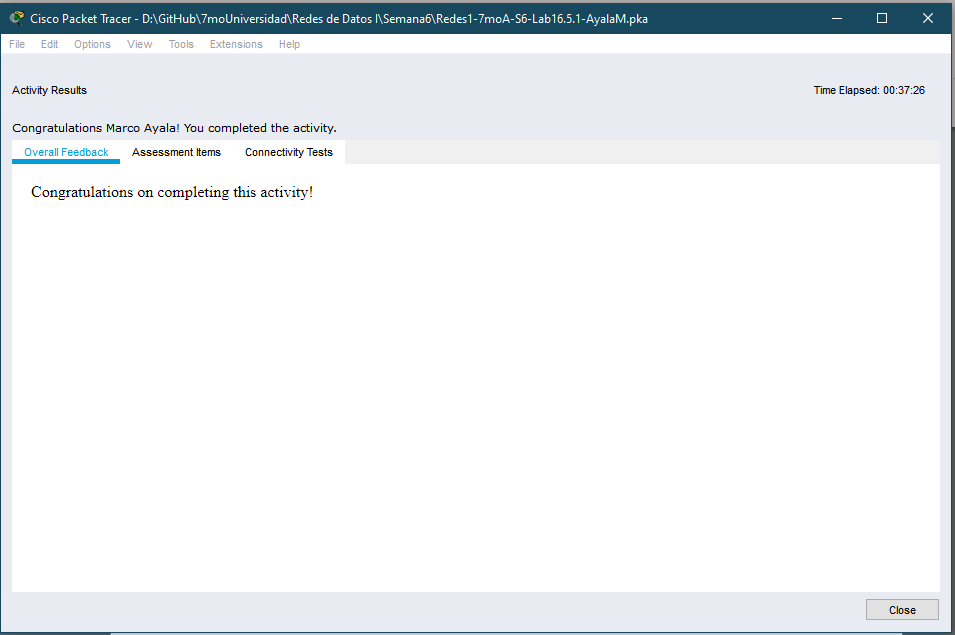 Cisco Packet Tracer - D:\GitHub\7moUniversidad\Redes de Datos I\Semana6\Redes1-7moA-S6-Lab16.5.1-AyalaM.pka
File Edit Options View Tools Extensions Help
Activity Results Time Elapsed: 00:37:26
Congratulations Marco Ayala! You completed the activity.
Overall Feedback Assessment Items Connectivity Tests
Congratulations on completing this activity!
Close